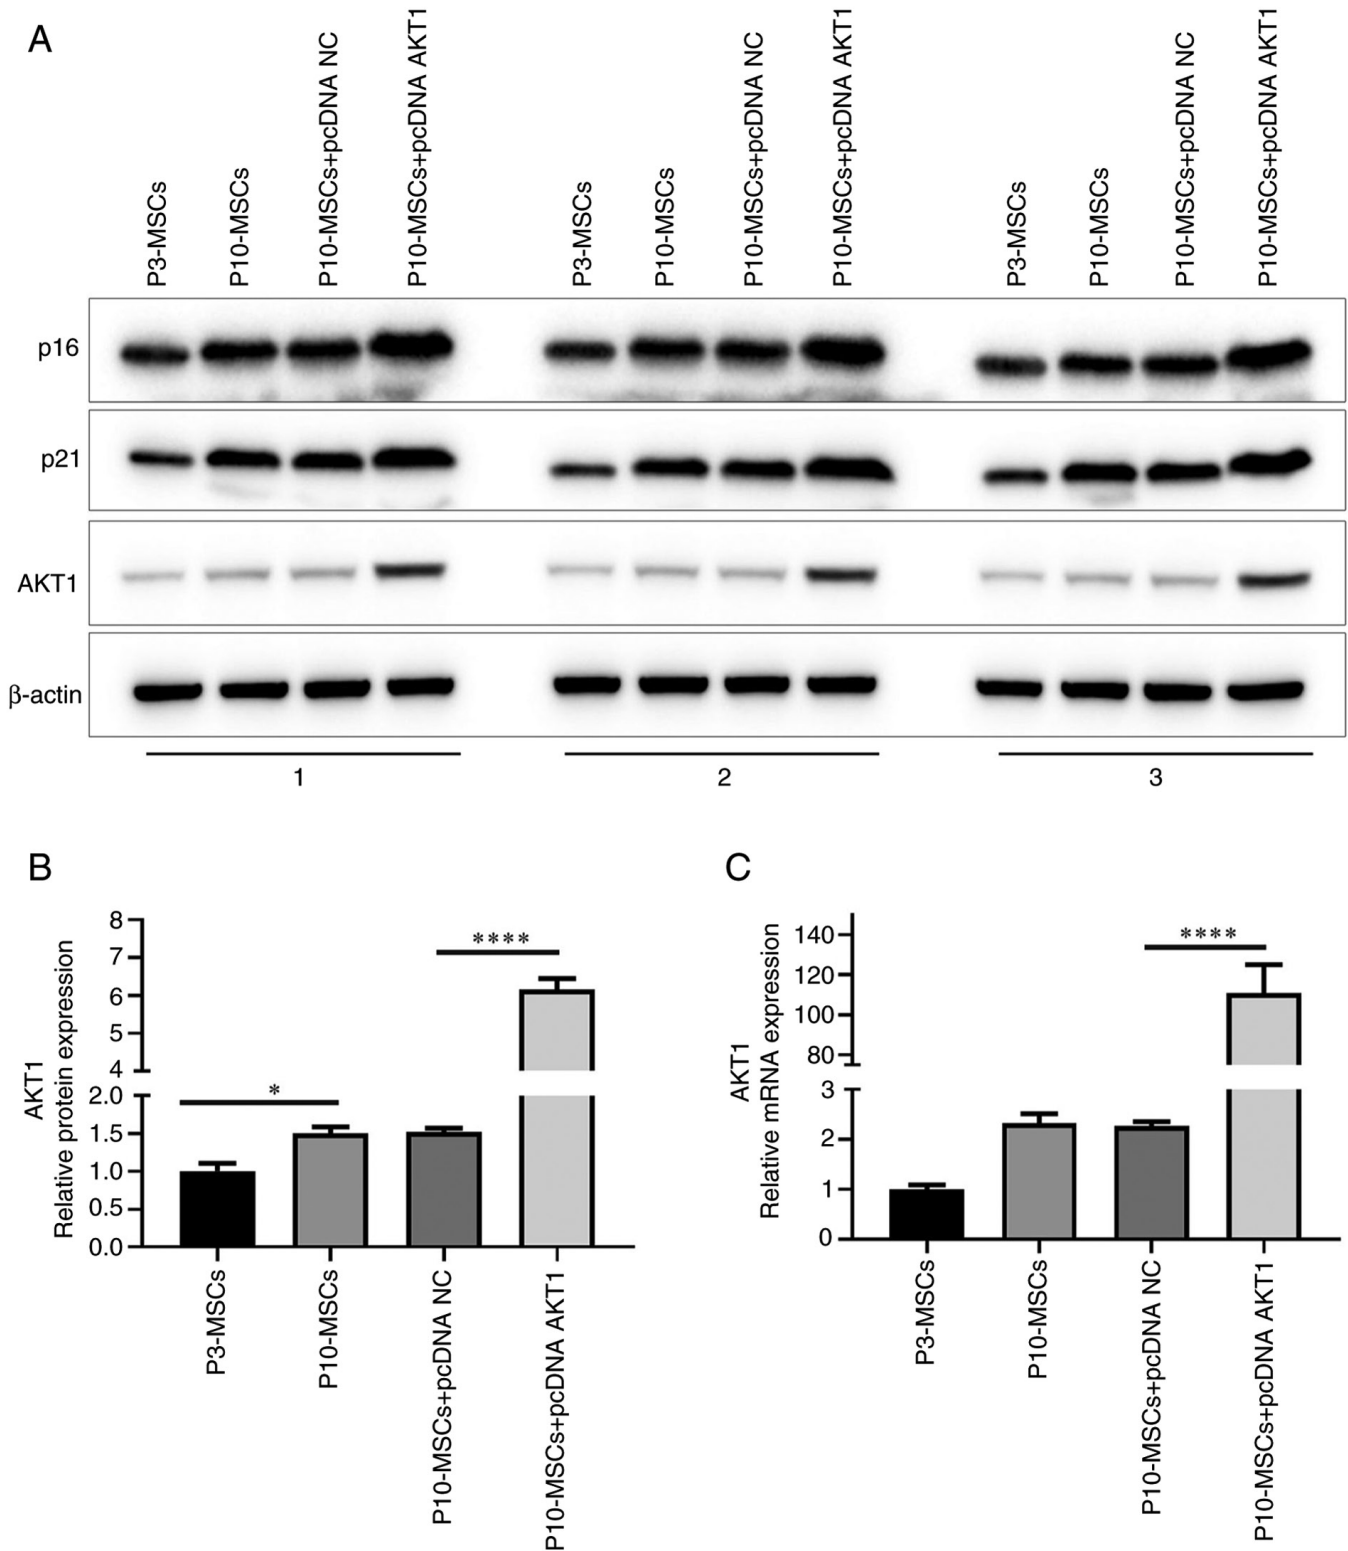 A
P3-MSCs
P10-MSCs
P10-MSCs+pcDNA NC
P10-MSCs+pcDNA AKT1
P3-MSCs
P10-MSCs
P10-MSCs+pcDNA NC
P10-MSCs+pcDNA AKT1
P3-MSCs
P10-MSCs
P10-MSCs+pcDNA NC
P10-MSCs+pcDNA AKT1
p16
p21
AKT1
β-actin
1
2
3
B
AKT1
Relative protein expression
8
7
6
5
4
2.0
1.5
1.0
0.5
0.0
*
****
P3-MSCs
P10-MSCs
P10-MSCs+pcDNA NC
P10-MSCs+pcDNA AKT1
C
AKT1
Relative mRNA expression
140
120
100
80
3
2
1
0
****
P3-MSCs
P10-MSCs
P10-MSCs+pcDNA NC
P10-MSCs+pcDNA AKT1